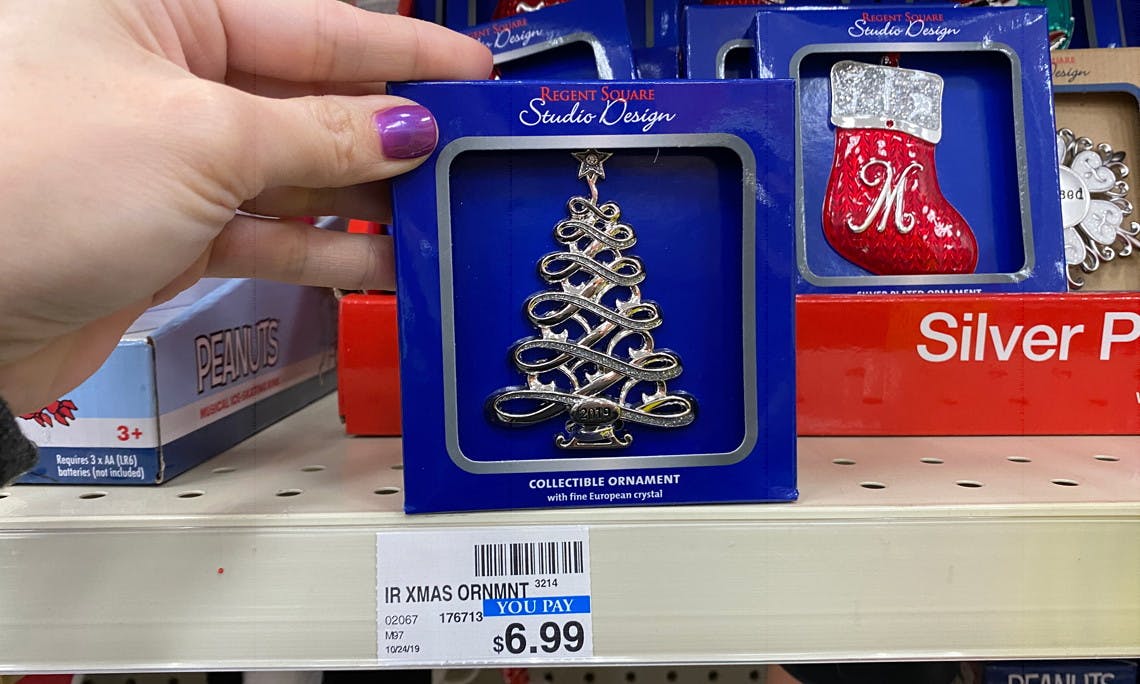 REGENT SQUARE
Studio Design
2019
COLLECTIBLE ORNAMENT
with fine European crystal
Studio Design
REGENT SQUARE
Studio Design
M
SILVER PLATED ORNAMENT
Silver P
PEANUTS
3+
Requires 3 x AA (LR6)
batteries (not included)
IR XMAS ORNMNT 3214
02067 176713 YOU PAY
M97
10/24/19
$6.99
PEANUTS